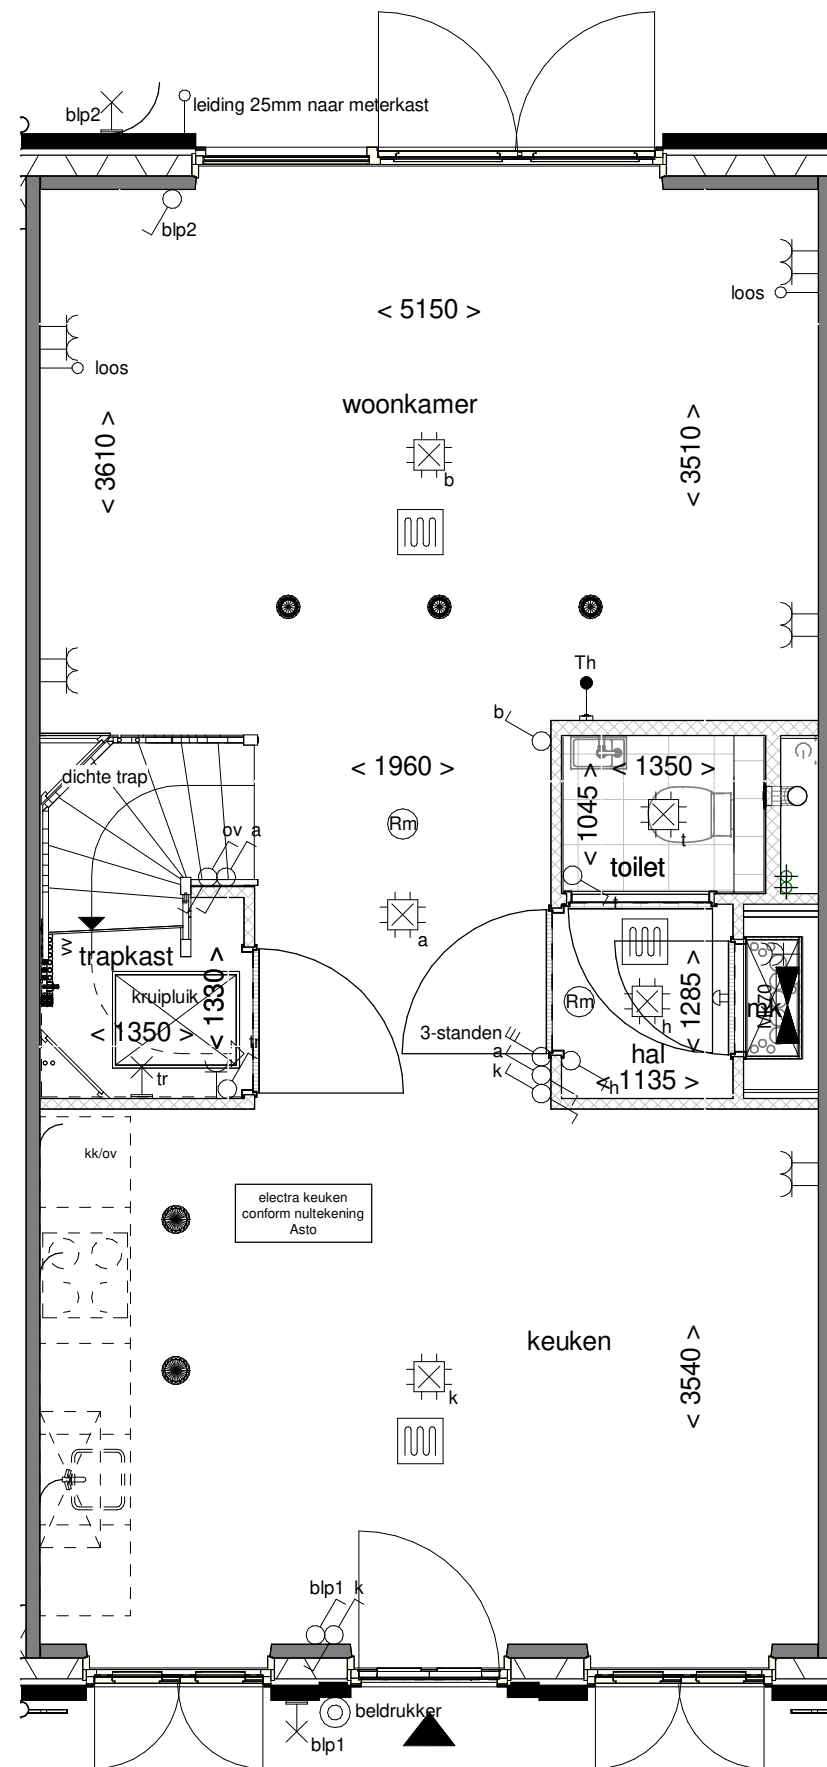 blp2
leiding 25mm naar meterkast
blp2
< 5150 >
loos
loos
woonkamer
< 3610 >
< 3510 >
b
Th
b
dichte trap
< 1960 >
< 1045 >
< 1350 >
ov a
Rm
t
toilet
t
a
vv
trapkast
kruipluik
< 1330 >
< 1350 >
tr
tr
Rm
h
< 1285 >
mk
3-standen
a
k
hal
< 1135 >
h
kk/ov
electra keuken
conform nultekening
Asto
keuken
< 3540 >
k
blp1 k
beldrukker
blp1